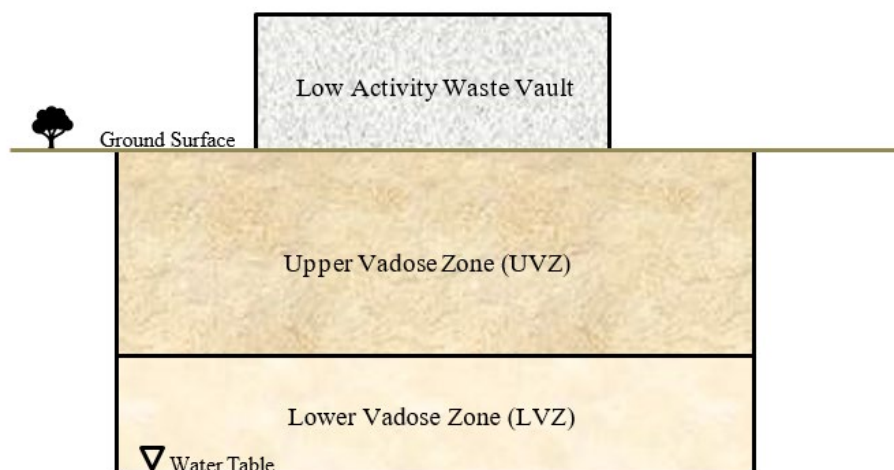 Low Activity Waste Vault
Ground Surface
Upper Vadose Zone (UVZ)
Lower Vadose Zone (LVZ)
Water Table